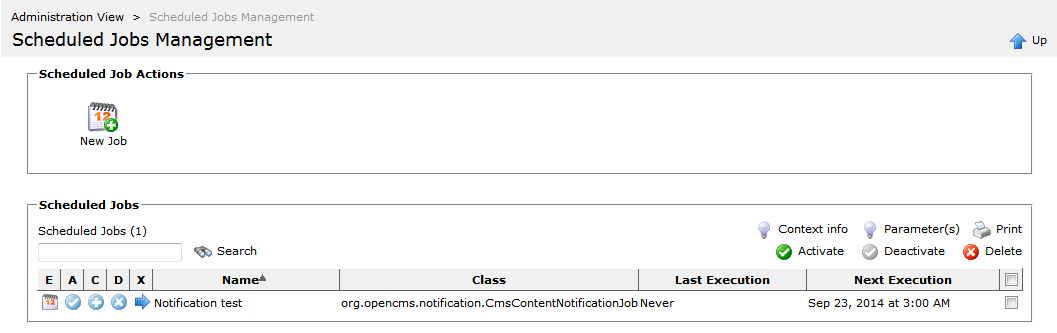 Administration View > Scheduled Jobs Management
Scheduled Jobs Management
Up
Scheduled Job Actions
12
New Job
Scheduled Jobs
Scheduled Jobs (1)
Context info Parameter(s) Print
Search
Activate Deactivate Delete
E A C D X Name Class Last Execution Next Execution
12 Notification test org.opencms.notification.CmsContentNotificationJob Never Sep 23, 2014 at 3:00 AM